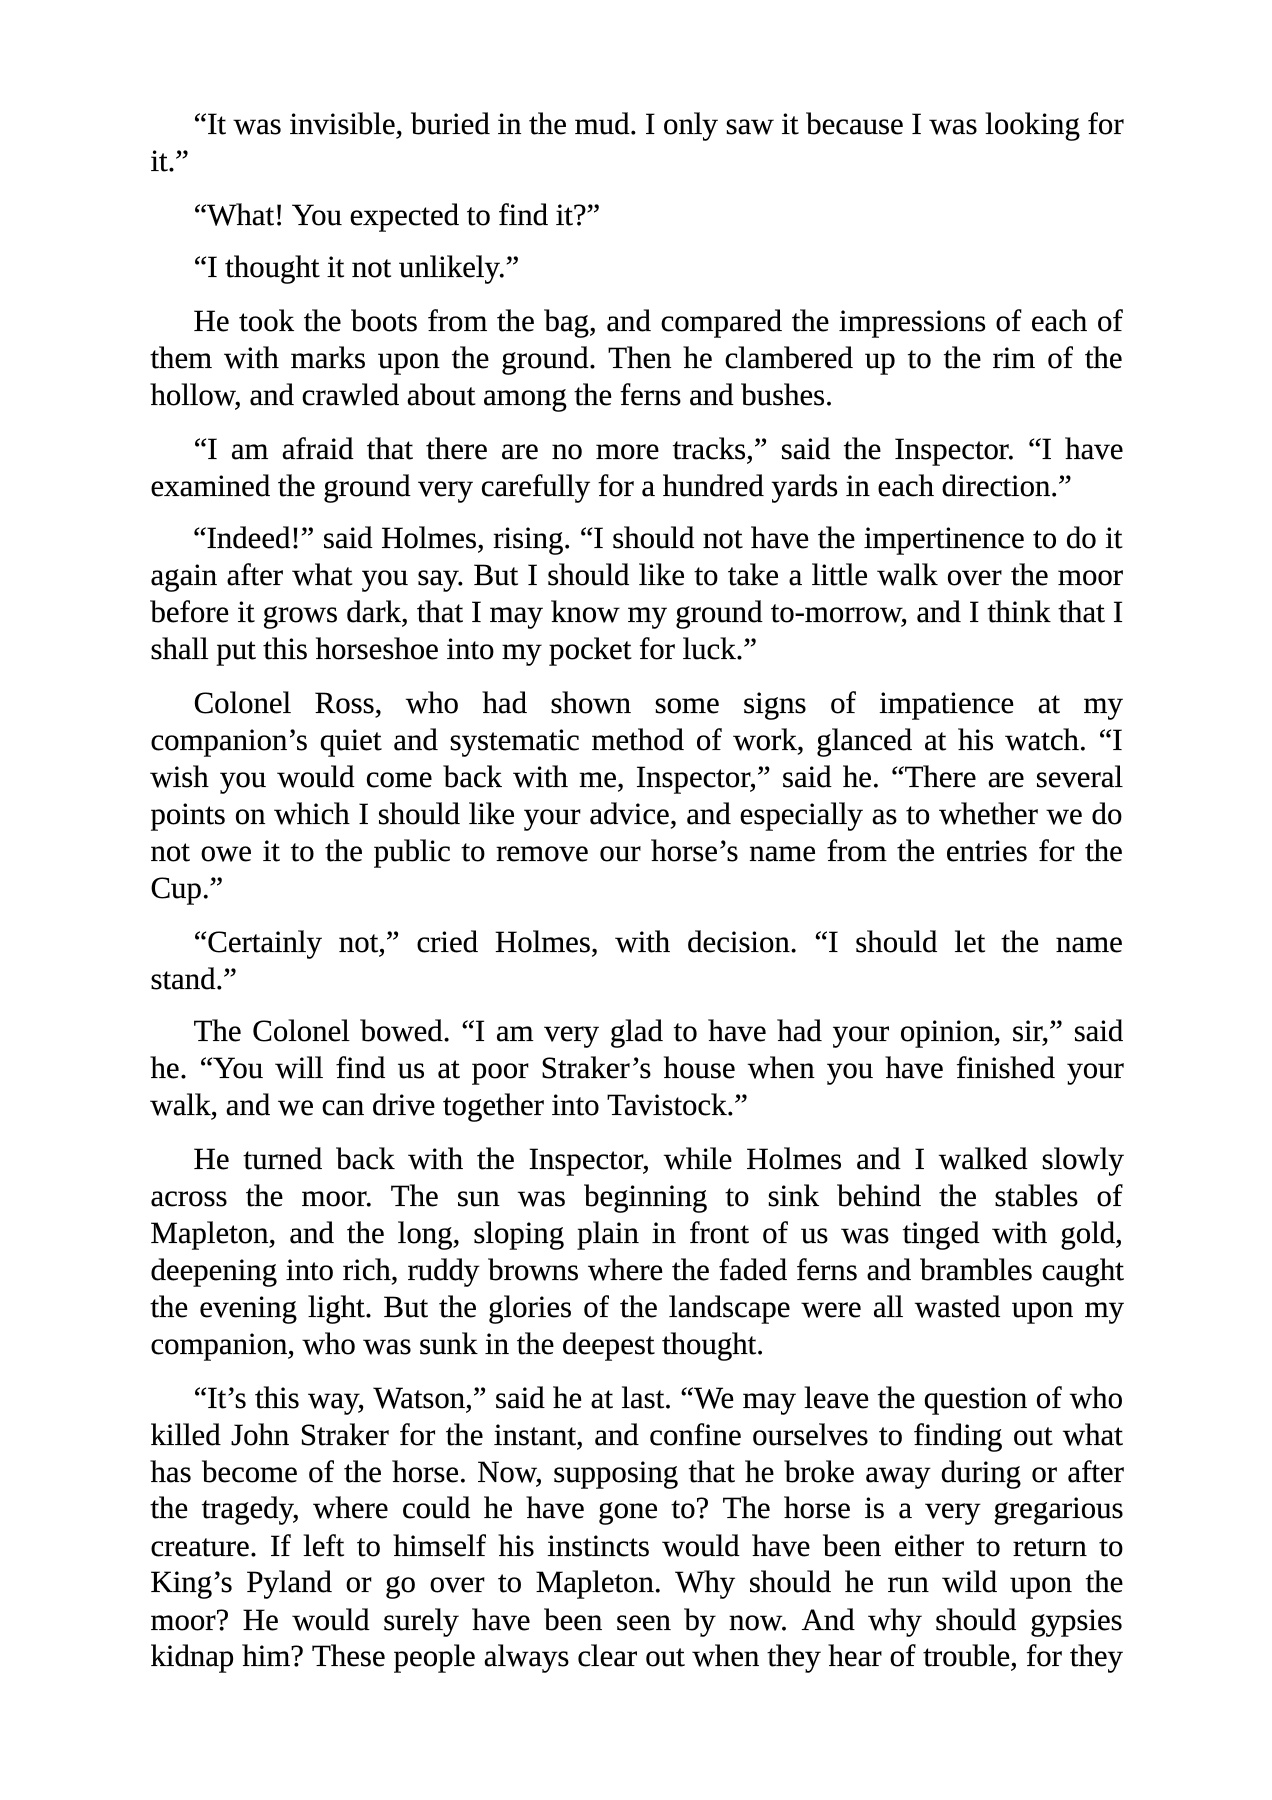 “It was invisible, buried in the mud. I only saw it because I was looking for
it.”
“What! You expected to find it?”
“I thought it not unlikely.”
He took the boots from the bag, and compared the impressions of each of
them with marks upon the ground. Then he clambered up to the rim of the
hollow, and crawled about among the ferns and bushes.
“I am afraid that there are no more tracks,” said the Inspector. “I have
examined the ground very carefully for a hundred yards in each direction.”
“Indeed!” said Holmes, rising. “I should not have the impertinence to do it
again after what you say. But I should like to take a little walk over the moor
before it grows dark, that I may know my ground to-morrow, and I think that I
shall put this horseshoe into my pocket for luck.”
Colonel Ross, who had shown some signs of impatience at my
companion’s quiet and systematic method of work, glanced at his watch. “I
wish you would come back with me, Inspector,” said he. “There are several
points on which I should like your advice, and especially as to whether we do
not owe it to the public to remove our horse’s name from the entries for the
Cup.”
“Certainly not,” cried Holmes, with decision. “I should let the name
stand.”
The Colonel bowed. “I am very glad to have had your opinion, sir,” said
he. “You will find us at poor Straker’s house when you have finished your
walk, and we can drive together into Tavistock.”
He turned back with the Inspector, while Holmes and I walked slowly
across the moor. The sun was beginning to sink behind the stables of
Mapleton, and the long, sloping plain in front of us was tinged with gold,
deepening into rich, ruddy browns where the faded ferns and brambles caught
the evening light. But the glories of the landscape were all wasted upon my
companion, who was sunk in the deepest thought.
“It’s this way, Watson,” said he at last. “We may leave the question of who
killed John Straker for the instant, and confine ourselves to finding out what
has become of the horse. Now, supposing that he broke away during or after
the tragedy, where could he have gone to? The horse is a very gregarious
creature. If left to himself his instincts would have been either to return to
King’s Pyland or go over to Mapleton. Why should he run wild upon the
moor? He would surely have been seen by now. And why should gypsies
kidnap him? These people always clear out when they hear of trouble, for they